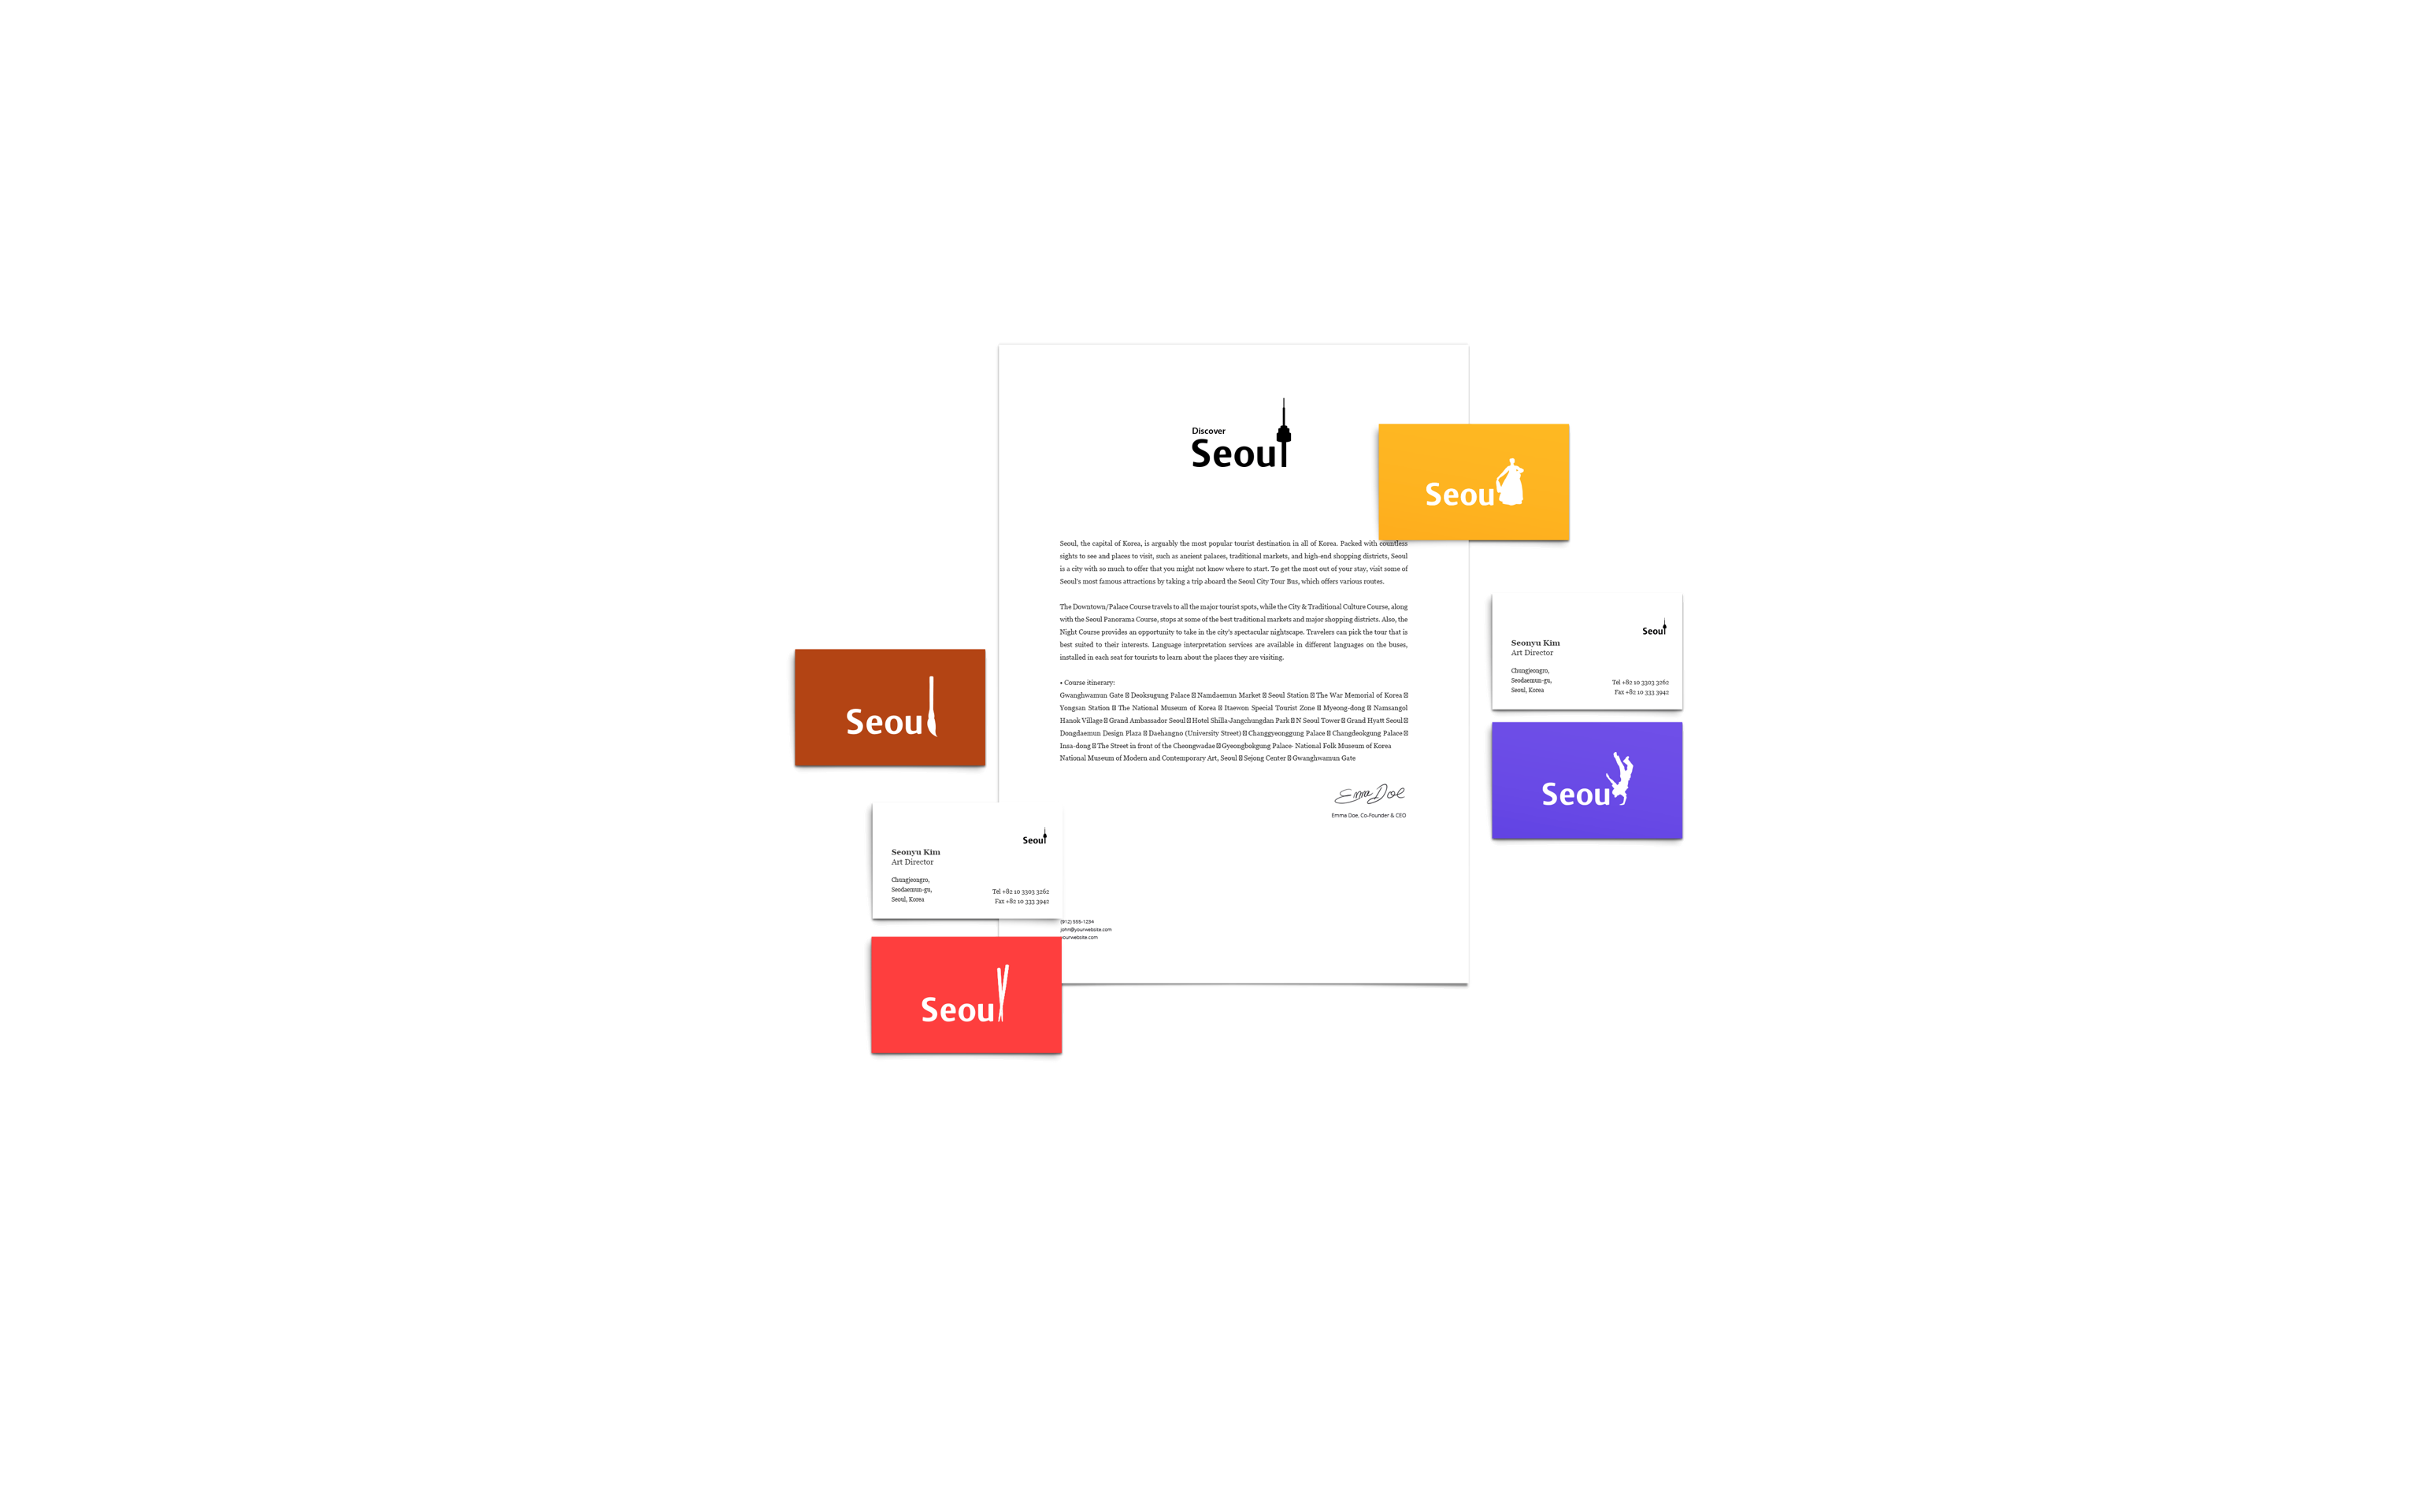 Discover
Seoul
Seoul
Seoul, the capital of Korea, is arguably the most popular tourist destination in all of Korea. Packed with countless
sights to see and places to visit, such as ancient palaces, traditional markets, and high-end shopping districts, Seoul
is a city with so much to offer that you might not know where to start. To get the most out of your stay, visit some of
Seoul's most famous attractions by taking a trip aboard the Seoul City Tour Bus, which offers various routes.
The Downtown/Palace Course travels to all the major tourist spots, while the City & Traditional Culture Course, along
with the Seoul Panorama Course, stops at some of the best traditional markets and major shopping districts. Also, the
Night Course provides an opportunity to take in the city's spectacular nightscape. Travelers can pick the tour that is
best suited to their interests. Language interpretation services are available in different languages on the buses,
installed in each seat for tourists to learn about the places they are visiting.
• Course itinerary:
Gwanghwamun Gate Deoksugung Palace Namdaemun Market Seoul Station The War Memorial of Korea
Yongsan Station The National Museum of Korea Itaewon Special Tourist Zone Myeong-dong Namsangol
Hanok Village Grand Ambassador Seoul Hotel Shilla-Jangchungdan Park N Seoul Tower Grand Hyatt Seoul
Dongdaemun Design Plaza Daehangno (University Street) Changgyeonggung Palace Changdeokgung Palace
Insa-dong The Street in front of the Cheongwadae Gyeongbokgung Palace- National Folk Museum of Korea
National Museum of Modern and Contemporary Art, Seoul Sejong Center Gwanghwamun Gate
Emma Doe
Emma Doe, Co-Founder & CEO
(912) 555-1234
john@yourwebsite.com
yourwebsite.com
Seoul
Seonyu Kim
Art Director
Chungjeongro,
Seodaemun-gu,
Seoul, Korea
Tel +82 10 3303 3262
Fax +82 10 333 3942
Seoul
Seoul
Seoul
Seonyu Kim
Art Director
Chungjeongro,
Seodaemun-gu,
Seoul, Korea
Tel +82 10 3303 3262
Fax +82 10 333 3942
Seoul